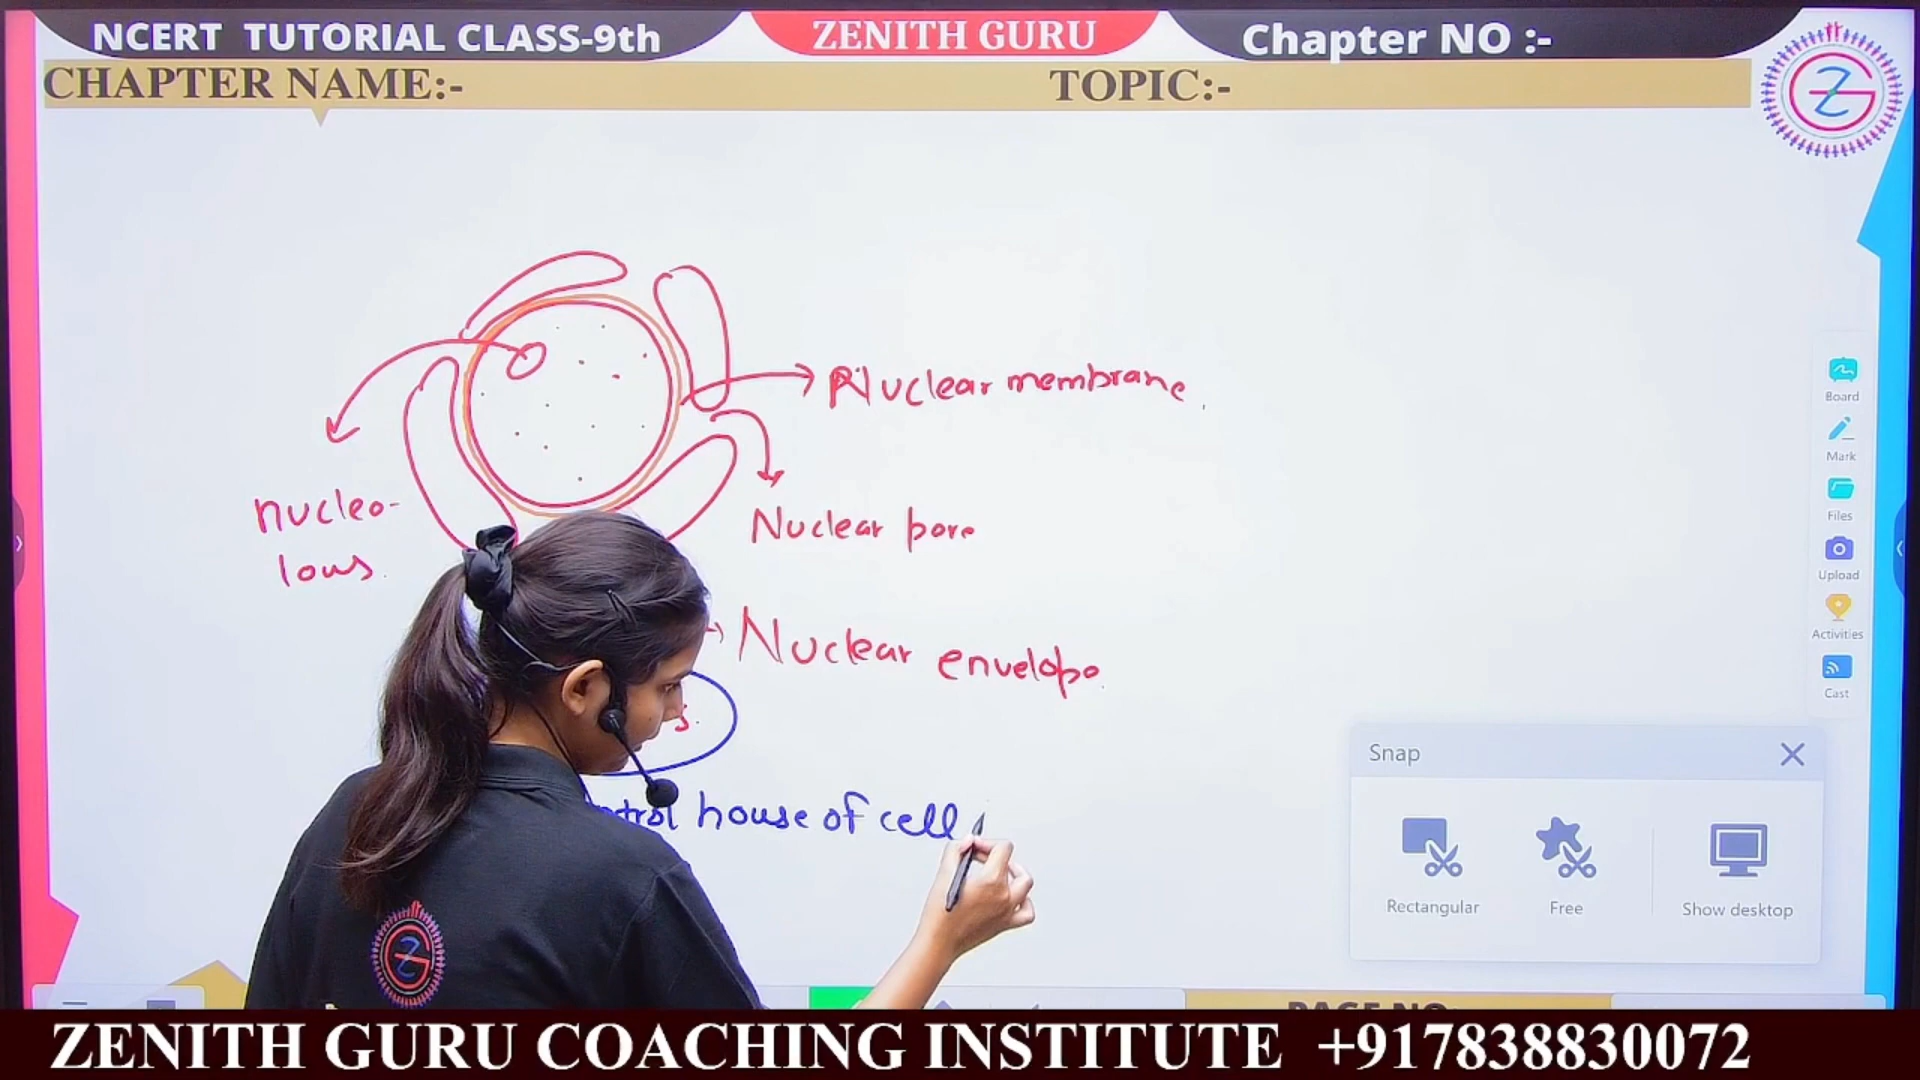 NCERT TUTORIAL CLASS-9th
ZENITH GURU
Chapter NO :-
CHAPTER NAME:-
TOPIC:-
Nuclear membrane
nucleo-
lous.
Nuclear pore
Nuclear envelope
house of cell
Board
Mark
Files
Upload
Activities
Cast
Snap
Rectangular
Free
Show desktop
ZENITH GURU COACHING INSTITUTE +917838830072